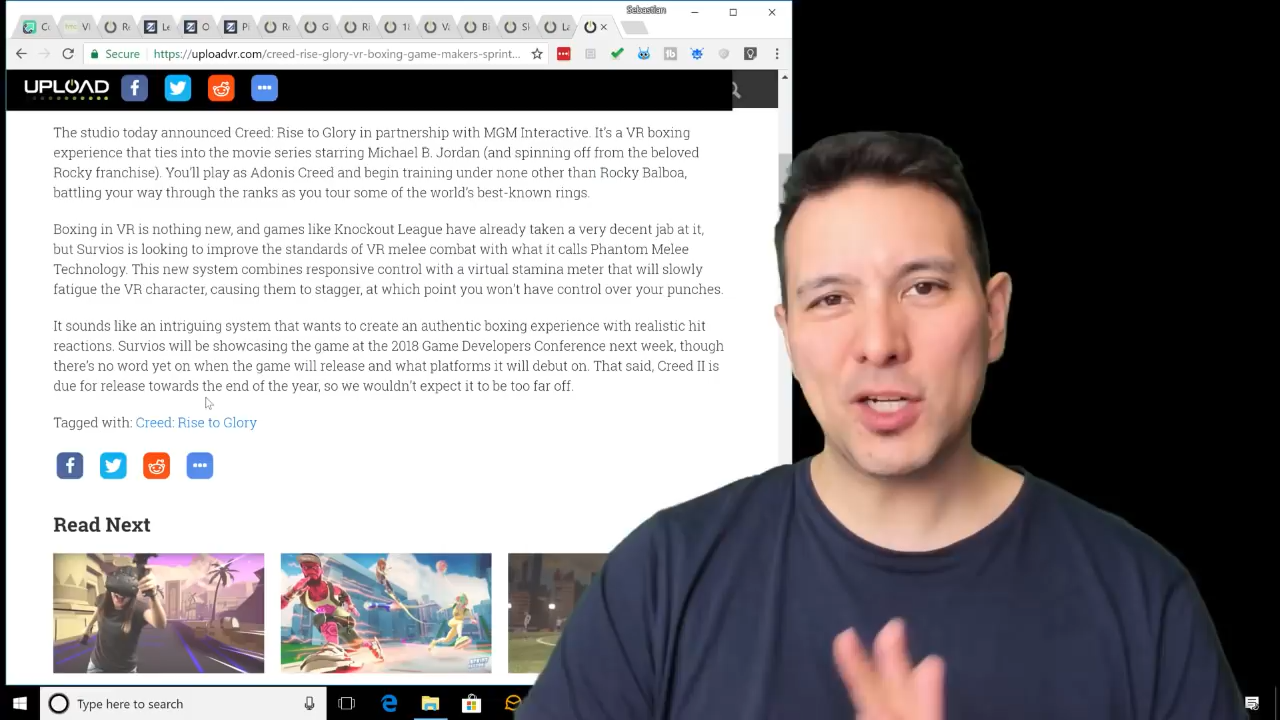 Sebastian
Secure
https://uploadvr.com/creed-rise-glory-vr-boxing-game-makers-sprint...
UPLOAD
The studio today announced Creed: Rise to Glory in partnership with MGM Interactive. It's a VR boxing
experience that ties into the movie series starring Michael B. Jordan (and spinning off from the beloved
Rocky franchise). You'll play as Adonis Creed and begin training under none other than Rocky Balboa,
battling your way through the ranks as you tour some of the world's best-known rings.
Boxing in VR is nothing new, and games like Knockout League have already taken a very decent jab at it,
but Survios is looking to improve the standards of VR melee combat with what it calls Phantom Melee
Technology. This new system combines responsive control with a virtual stamina meter that will slowly
fatigue the VR character, causing them to stagger, at which point you won't have control over your punches.
It sounds like an intriguing system that wants to create an authentic boxing experience with realistic hit
reactions. Survios will be showcasing the game at the 2018 Game Developers Conference next week, though
there's no word yet on when the game will release and what platforms it will debut on. That said, Creed II is
due for release towards the end of the year, so we wouldn't expect it to be too far off.
Tagged with: Creed: Rise to Glory
Read Next
Type here to search